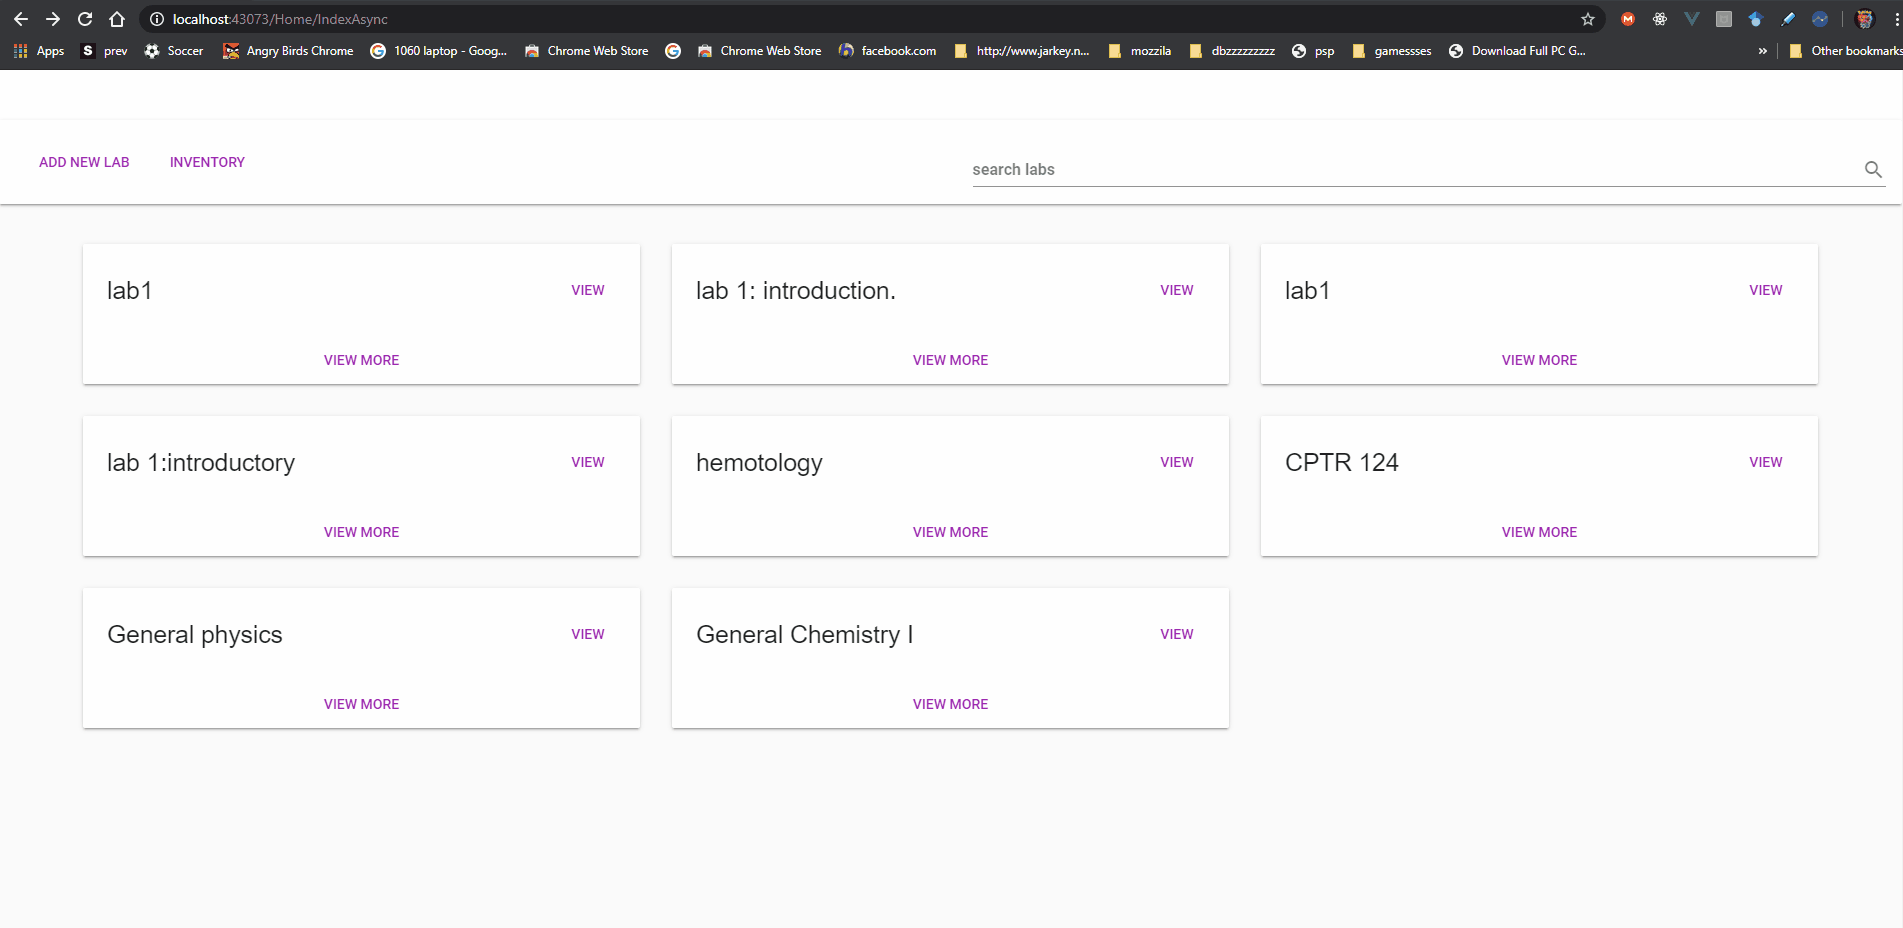 localhost:43073/Home/IndexAsync
Apps S prev Soccer Angry Birds Chrome 1060 laptop - Goog... Chrome Web Store Chrome Web Store facebook.com http://www.jarkey.n... mozzila dbzzzzzzzzz psp gamessses Download Full PC G... » Other bookmarks
ADD NEW LAB INVENTORY search labs
lab1 VIEW lab 1: introduction. VIEW lab1 VIEW
VIEW MORE VIEW MORE VIEW MORE
lab 1:introductory VIEW hemotology VIEW CPTR 124 VIEW
VIEW MORE VIEW MORE VIEW MORE
General physics VIEW General Chemistry I VIEW
VIEW MORE VIEW MORE